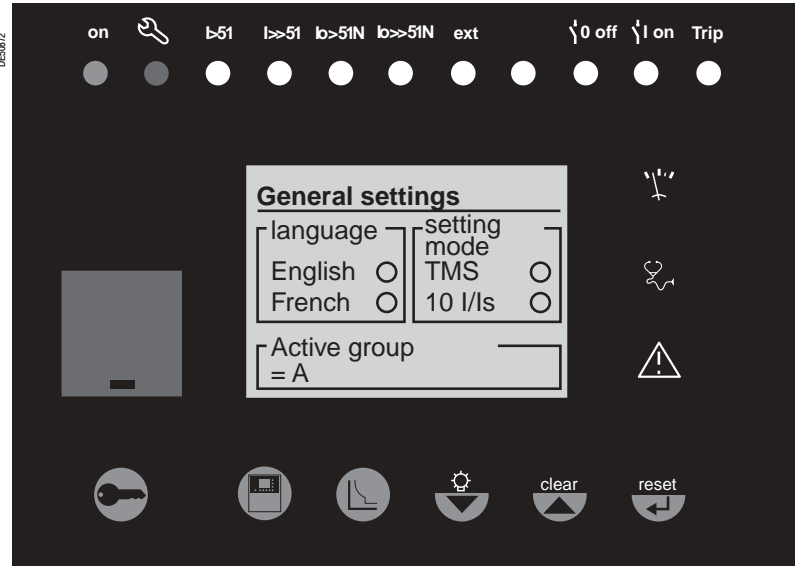 DE50872
on I>51 I>>51 Io>51N Io>>51N ext 0 off I on Trip
General settings
language
setting
mode
English
TMS
French
10 I/Is
Active group
= A
clear
reset